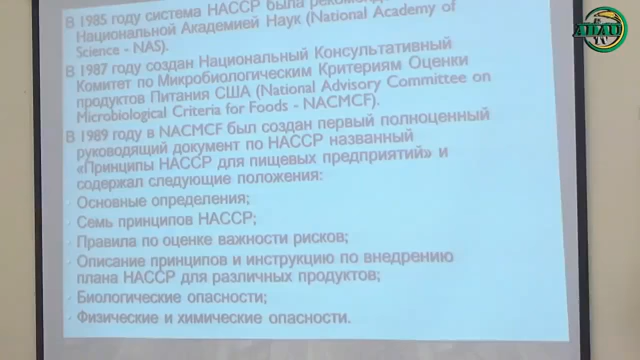 В 1985 году система НАССР была
Национальной Академией Наук (National Academy of
Science - NAS).
В 1987 году создан Национальный Консультативный
Комитет по Микробиологическим Критериям Оценки
продуктов Питания США (National Advisory Committee on
Microbiological Criteria for Foods - NACMCF).
В 1989 году в NACMCF был создан первый полноценный
руководящий документ по НАССР названный
«Принципы НАССР для пищевых предприятий» и
содержал следующие положения:
- Основные определения;
- Семь принципов НАССР;
- Правила по оценке важности рисков;
- Описание принципов и инструкцию по внедрению
плана НАССР для различных продуктов;
- Биологические опасности;
- Физические и химические опасности.